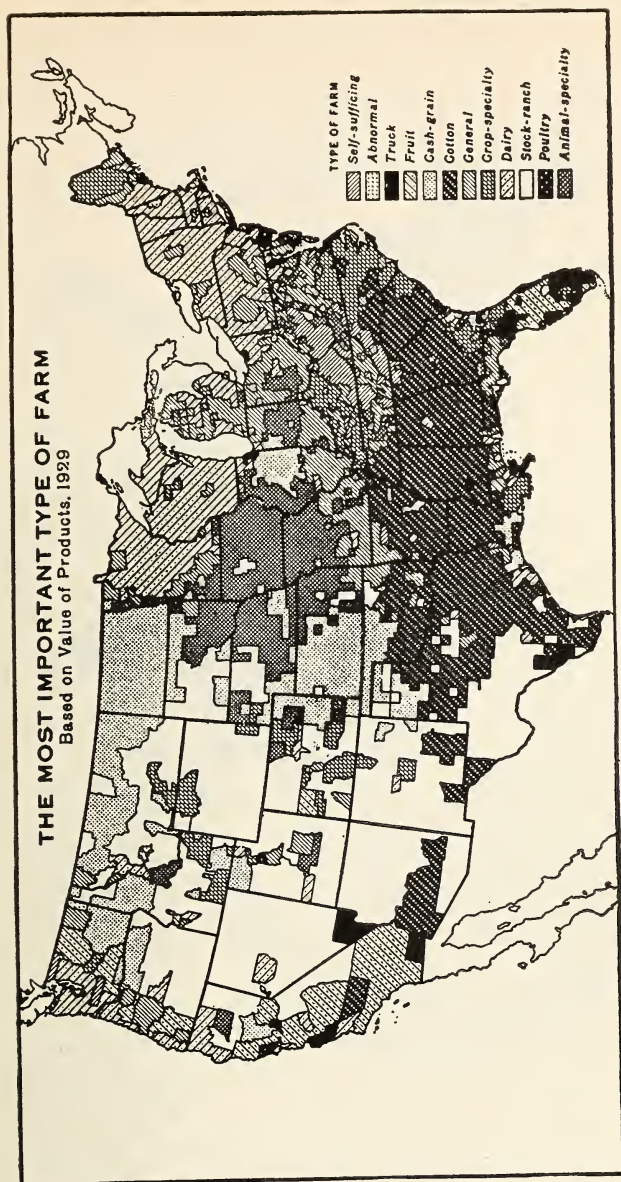 THE MOST IMPORTANT TYPE OF FARM
Based on Value of Products, 1929
TYPE OF FARM
Self-sufficing
Abnormal
Truck
Fruit
Cash-grain
Cotton
General
Crop-specialty
Dairy
Stock-ranch
Poultry
Animal-specialty